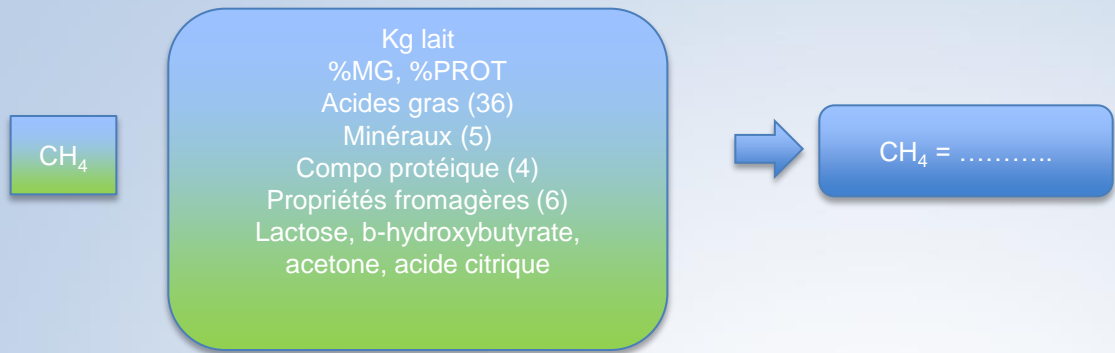 CH₄
Kg lait
%MG, %PROT
Acides gras (36)
Minéraux (5)
Compo protéique (4)
Propriétés fromagères (6)
Lactose, b-hydroxybutyrate,
acetone, acide citrique
CH₄ = ………..